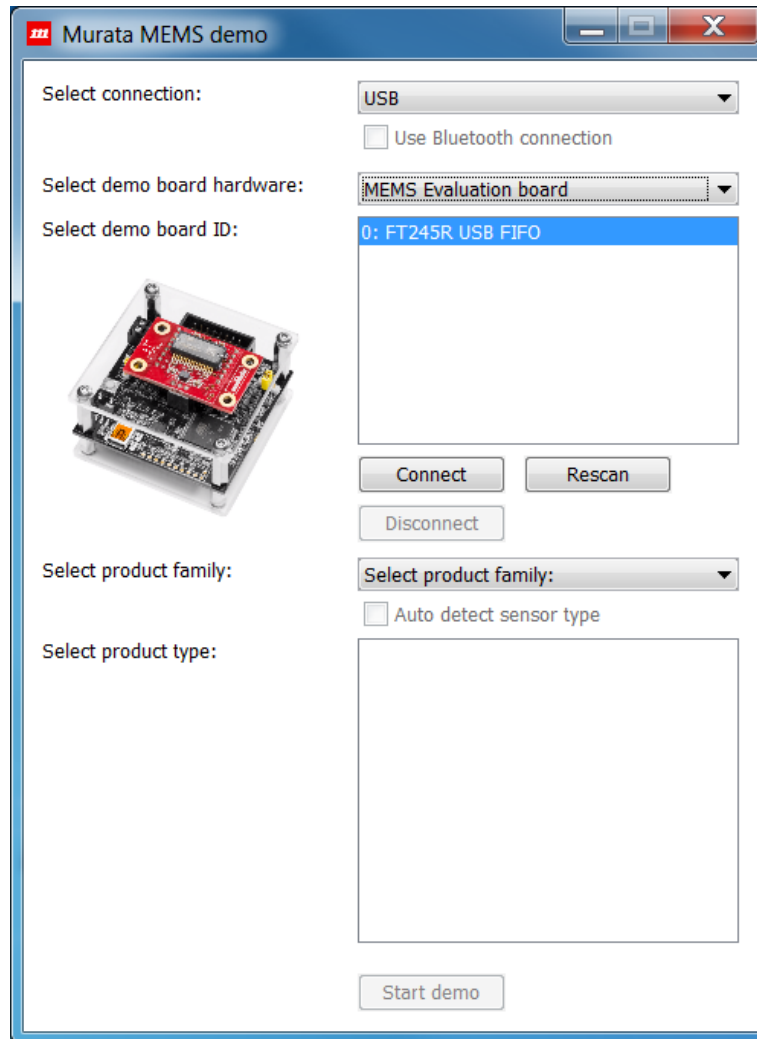 Murata MEMS demo
Select connection:
USB
Use Bluetooth connection
Select demo board hardware:
MEMS Evaluation board
Select demo board ID:
0: FT245R USB FIFO
Connect
Rescan
Disconnect
Select product family:
Select product family:
Auto detect sensor type
Select product type:
Start demo